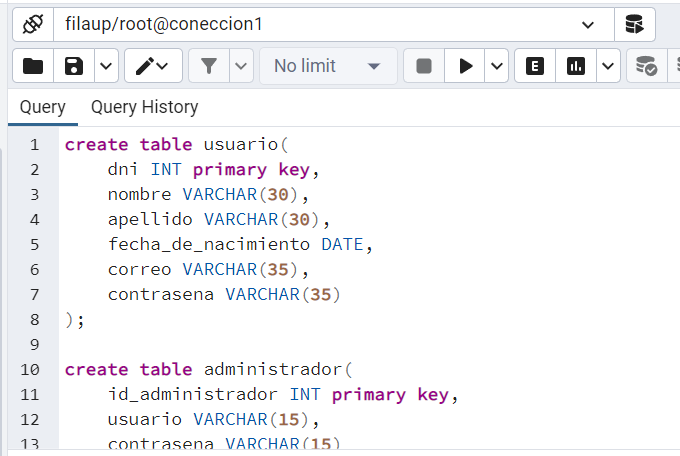 filaup/root@coneccion1
No limit
E
Query Query History
1 create table usuario(
2 dni INT primary key,
3 nombre VARCHAR(30),
4 apellido VARCHAR(30),
5 fecha_de_nacimiento DATE,
6 correo VARCHAR(35),
7 contrasena VARCHAR(35)
8 );
9
10 create table administrador(
11 id_administrador INT primary key,
12 usuario VARCHAR(15),
13 contrasena VARCHAR(15)